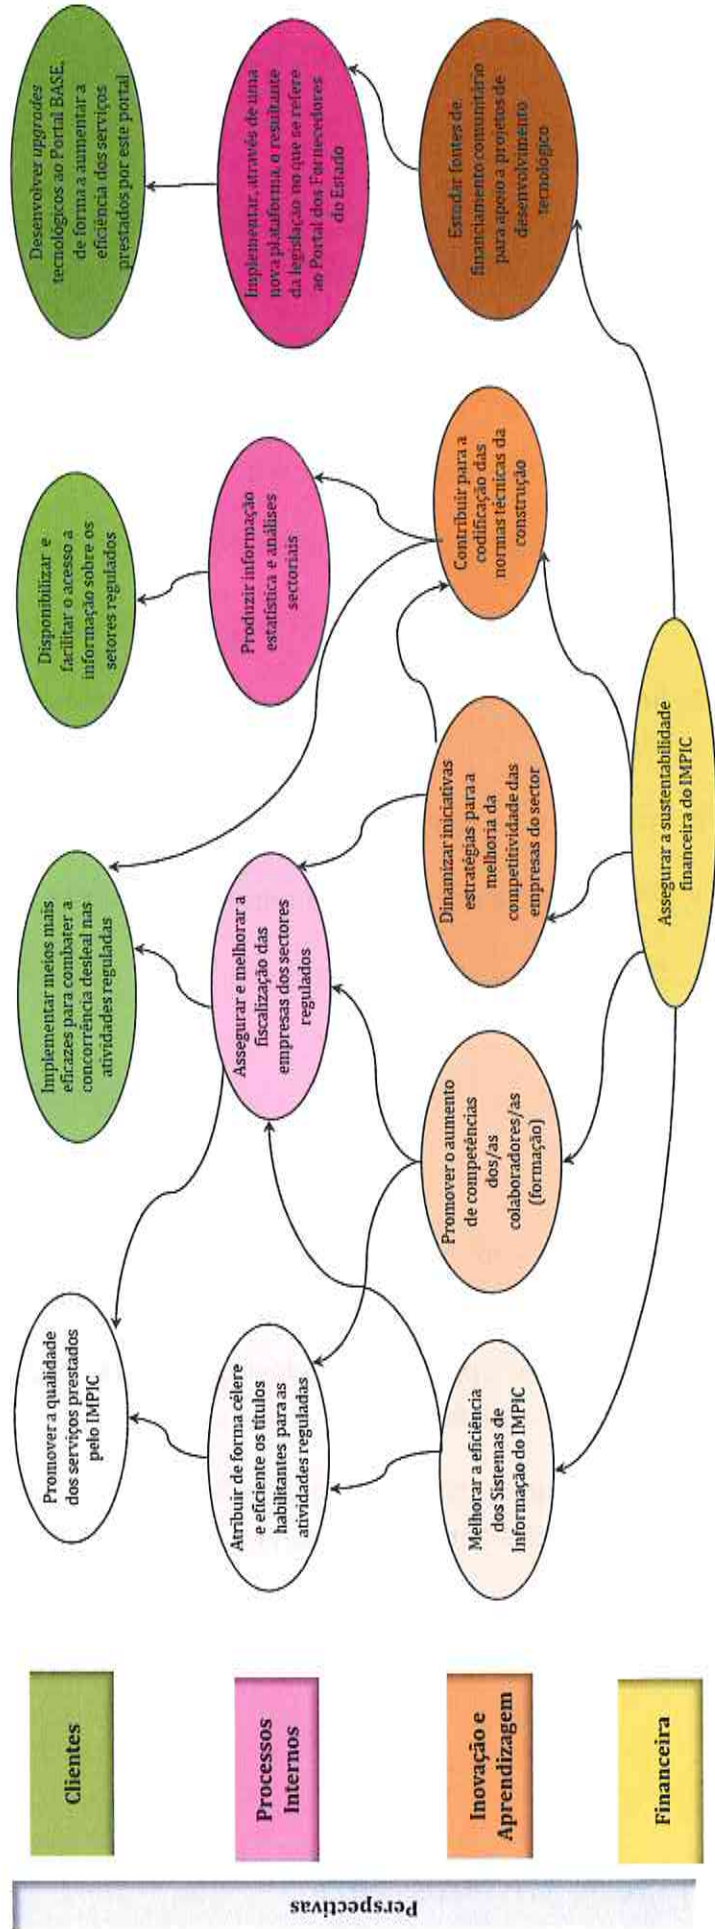 Perspectivas
Clientes
Promover a qualidade
dos serviços prestados
pelo IMPIC
Implementar meios mais
eficazes para combater a
concorrência desleal nas
atividades reguladas
Disponibilizar e
facilitar o acesso a
informação sobre os
setores regulados
Desenvolver upgrades
tecnológicos ao Portal BASE,
de forma a aumentar a
eficiência dos serviços
prestados por este portal
Processos
Internos
Atribuir de forma célere
e eficiente os títulos
habilitantes para as
atividades reguladas
Assegurar e melhorar a
fiscalização das
empresas dos sectores
regulados
Produzir informação
estatística e análises
sectoriais
Implementar, através de uma
nova plataforma, o resultante
da legislação no que se refere
ao Portal dos Fornecedores
do Estado
Inovação e
Aprendizagem
Melhorar a eficiência
dos Sistemas de
Informação do IMPIC
Promover o aumento
de competências
dos/as
colaboradores/as
(formação)
Dinamizar iniciativas
estratégias para a
melhoria da
competitividade das
empresas do sector
Contribuir para a
codificação das
normas técnicas da
construção
Estudar fontes de
financiamento comunitário
para apoio a projetos de
desenvolvimento
tecnológico
Financeira
Assegurar a sustentabilidade
financeira do IMPIC